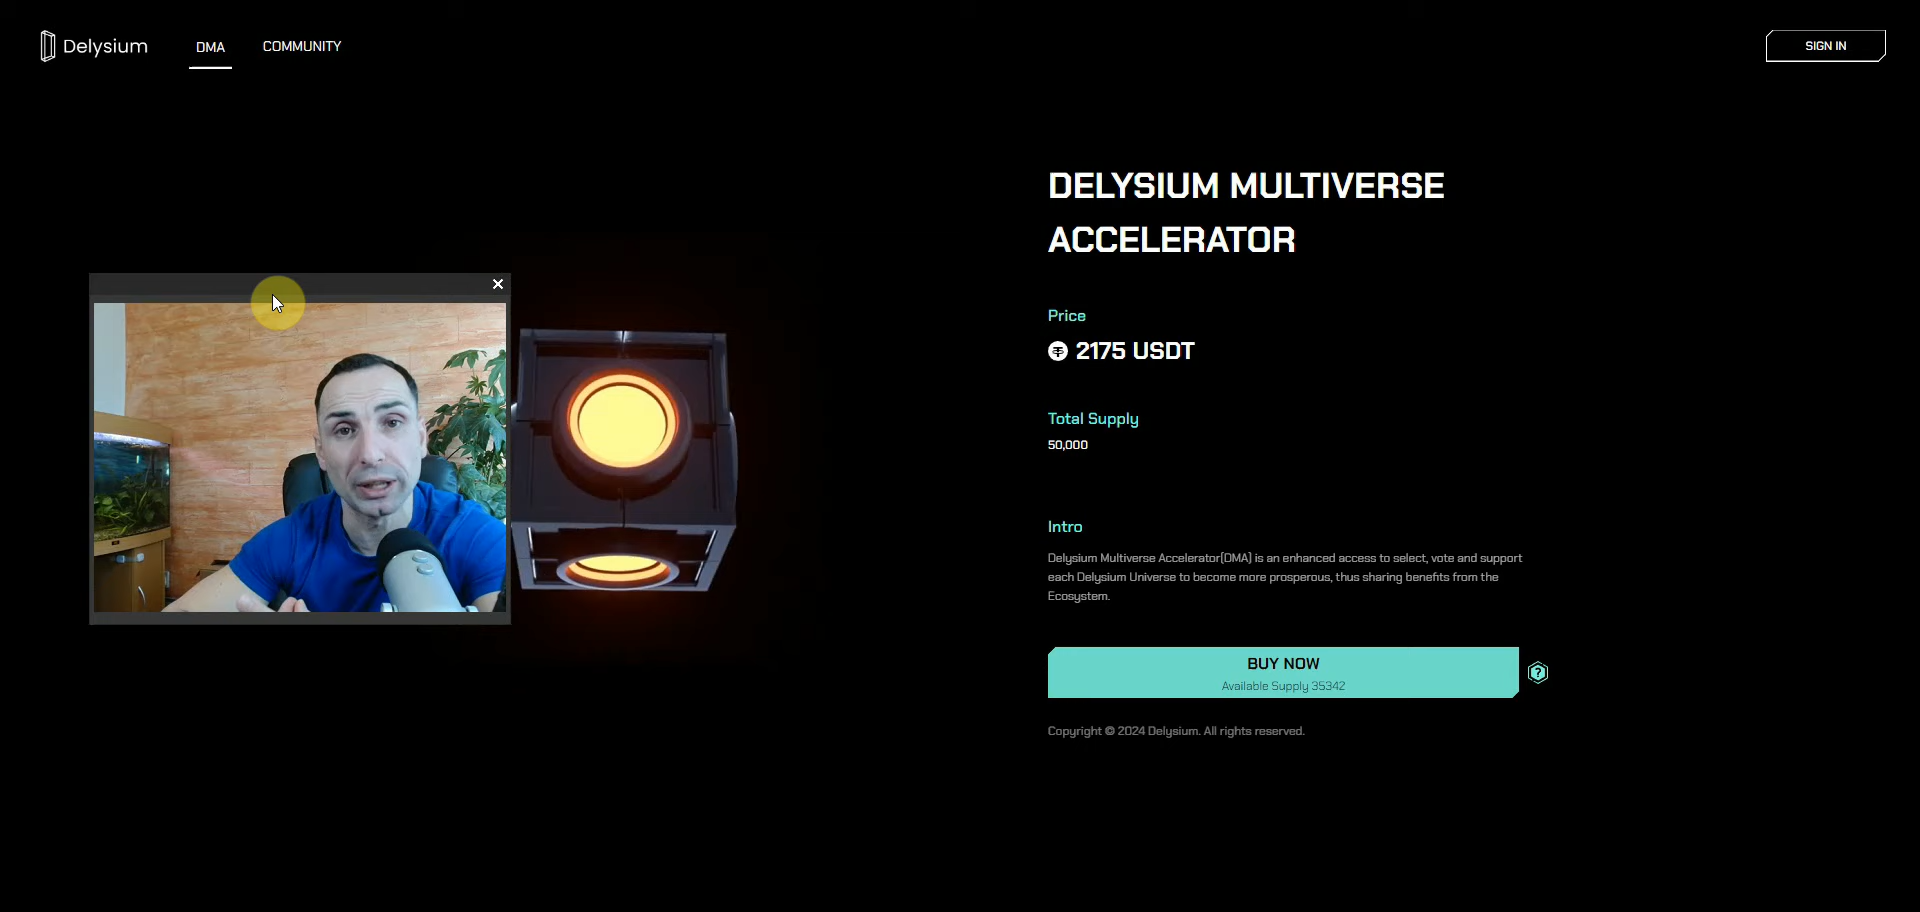 Delysium
DMA
COMMUNITY
SIGN IN
DELYSIUM MULTIVERSE
ACCELERATOR
Price
2175 USDT
Total Supply
50,000
Intro
Delysium Multiverse Accelerator(DMA) is an enhanced access to select, vote and support
each Delysium Universe to become more prosperous, thus sharing benefits from the
Ecosystem.
BUY NOW
Available Supply 35342
?
Copyright © 2024 Delysium. All rights reserved.